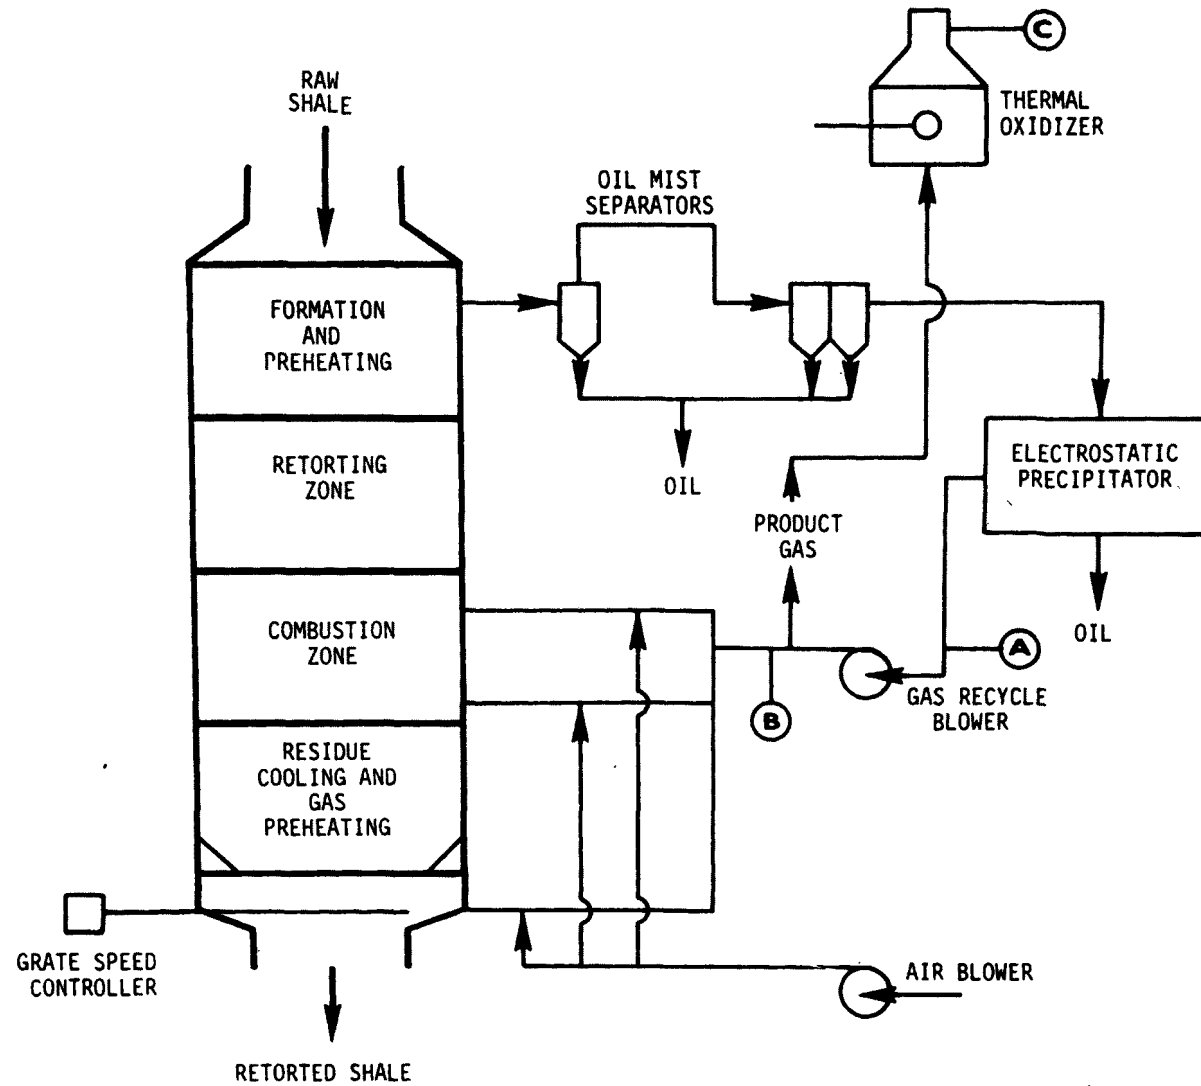 C
RAW
SHALE
THERMAL
OXIDIZER
OIL MIST
SEPARATORS
FORMATION
AND
PREHEATING
RETORTING
ZONE
OIL
ELECTROSTATIC
PRECIPITATOR
PRODUCT
GAS
COMBUSTION
ZONE
OIL
A
GAS RECYCLE
BLOWER
B
RESIDUE
COOLING AND
GAS
PREHEATING
GRATE SPEED
CONTROLLER
AIR BLOWER
RETORTED SHALE